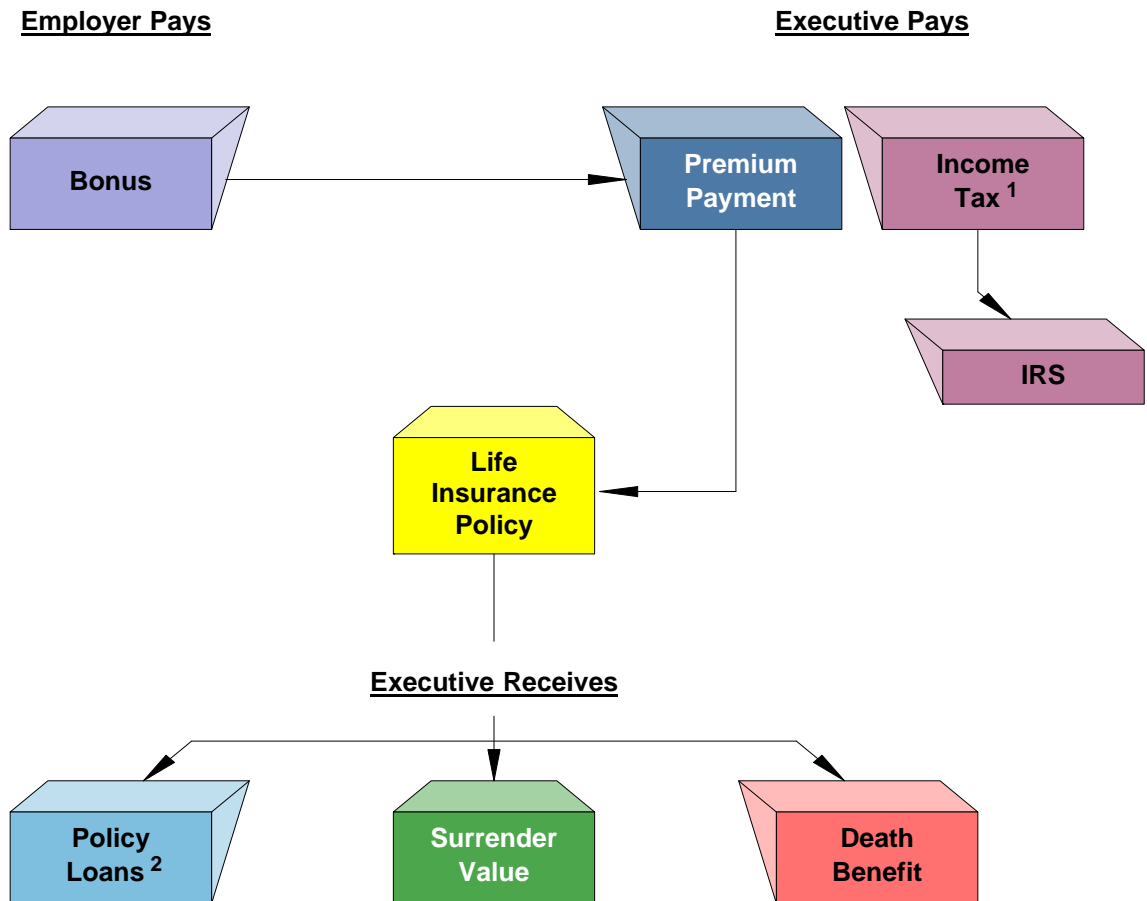 Employer Pays
Executive Pays
Bonus
Premium
Payment
Income
Tax 1
IRS
Life
Insurance
Policy
Executive Receives
Policy
Loans 2
Surrender
Value
Death
Benefit